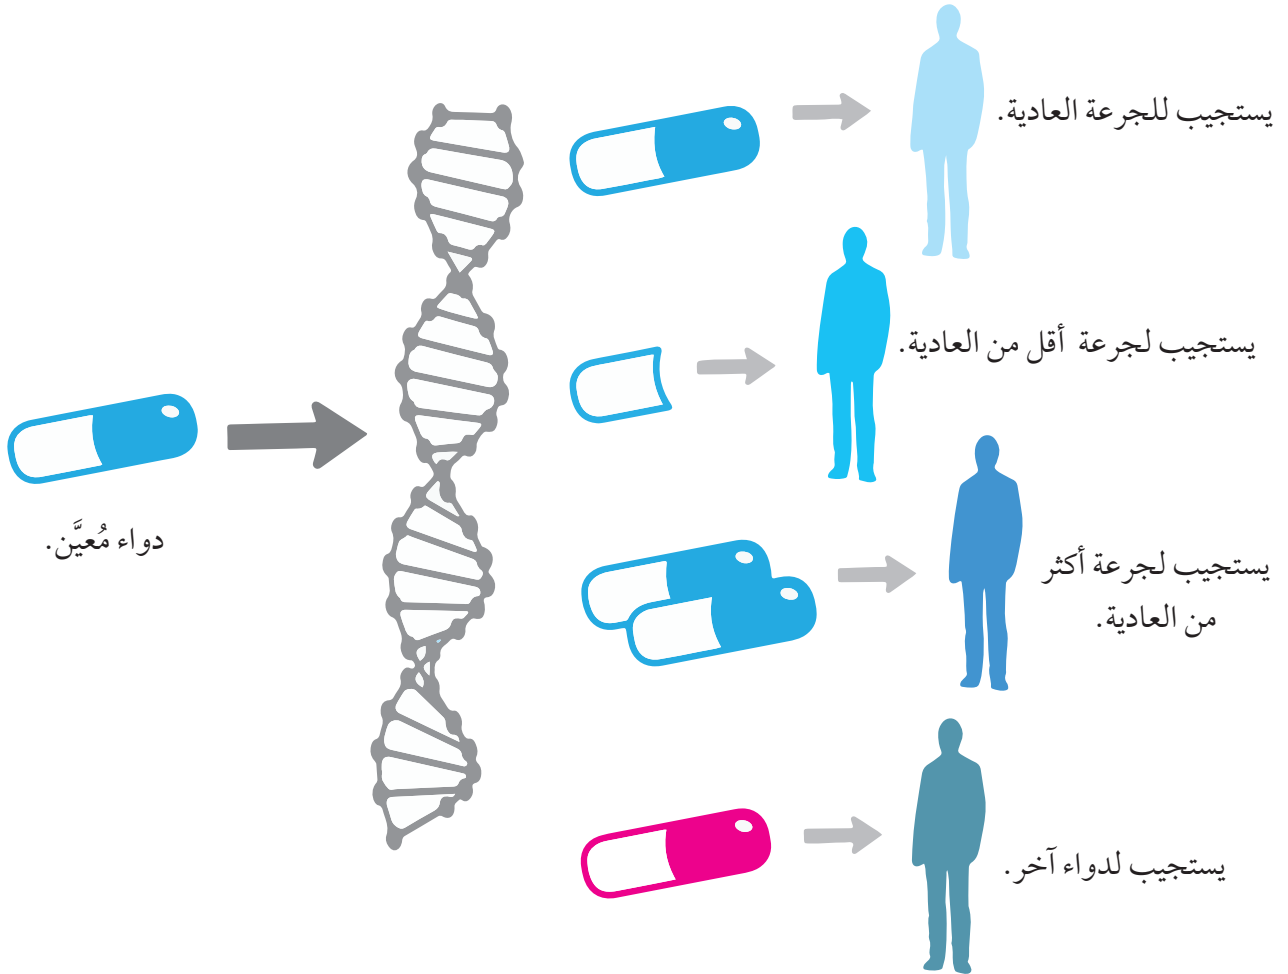 يستجيب للجرعة العادية.
يستجيب لجرعة أقل من العادية.
دواء مُعيَّن.
يستجيب لجرعة أكثر
من العادية.
يستجيب لدواء آخر.